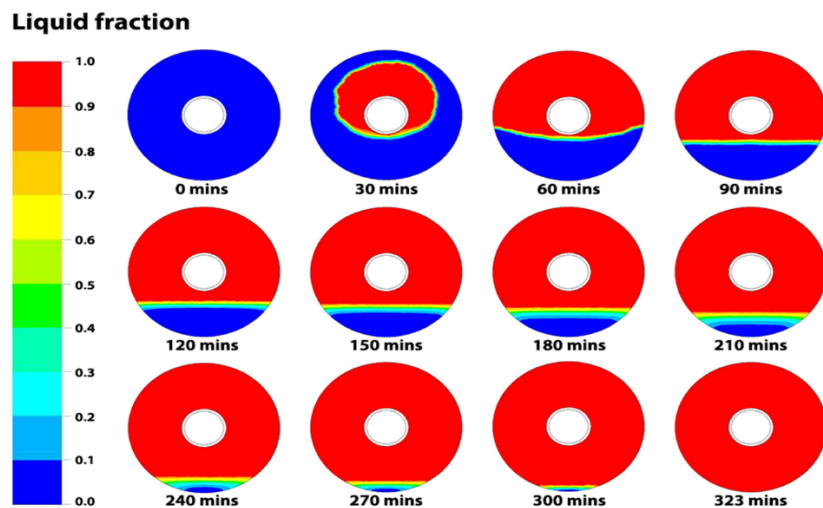 Liquid fraction
1.0
0.9
0.8
0.7
0.6
0.5
0.4
0.3
0.2
0.1
0.0
0 mins
30 mins
60 mins
90 mins
120 mins
150 mins
180 mins
210 mins
240 mins
270 mins
300 mins
323 mins